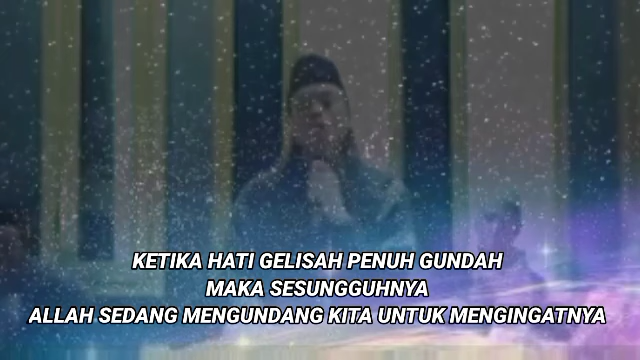 KETIKA HATI GELISAH PENUH GUNDAH
MAKA SESUNGGUHNYA
ALLAH SEDANG MENGUNDANG KITA UNTUK MENGINGATNYA